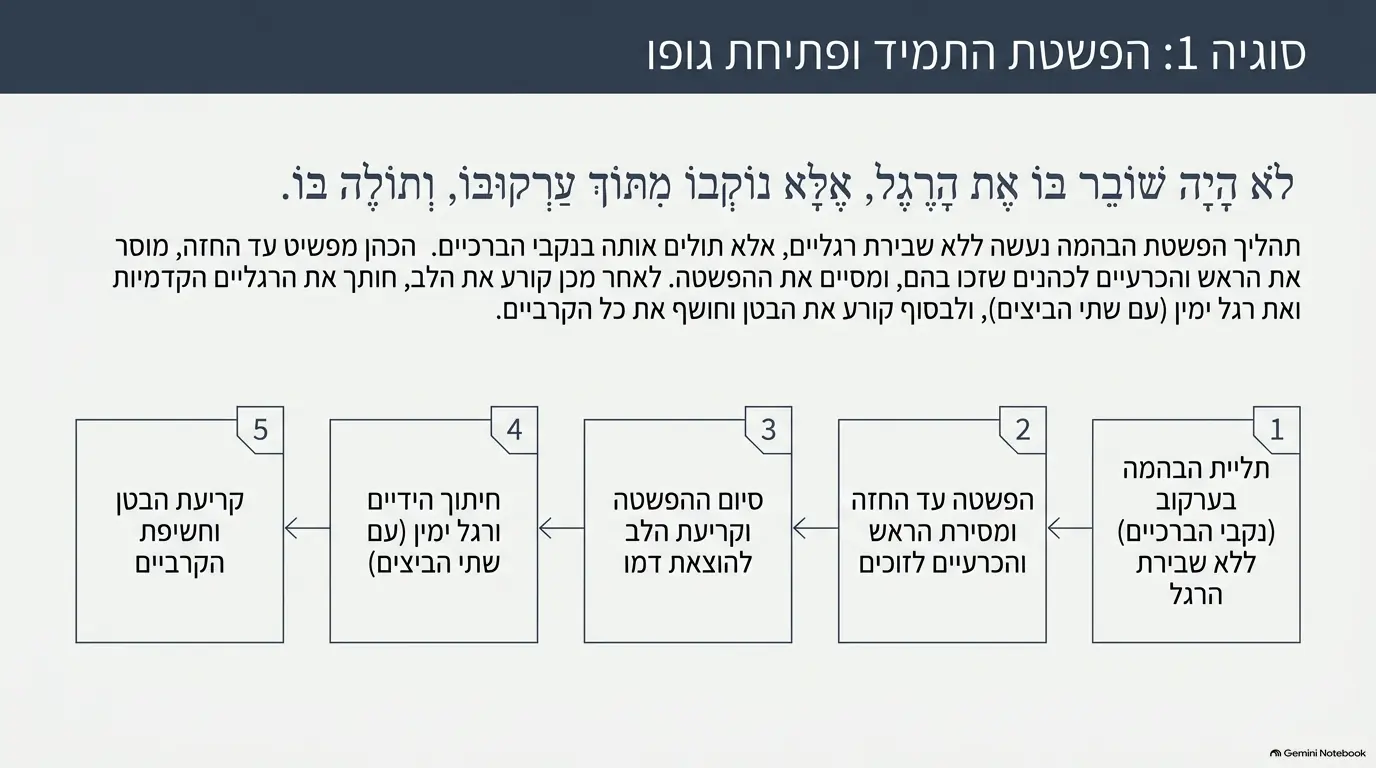 סוגיה 1: הפשטת התמיד ופתיחת גופו
לֹא הָיָה שׁוֹבֵר בּוֹ אֶת הָרֶגֶל, אֶלָּא נוֹקְבוֹ מִתּוֹךְ עַרְקוּבּוֹ, וְתוֹלֶה בּוֹ.
תהליך הפשטת הבהמה נעשה ללא שבירת רגליים, אלא תולים אותה בנקבי הברכיים. הכהן מפשיט עד החזה, מוסר
את הראש והכרעיים לכהנים שזכו בהם, ומסיים את ההפשטה. לאחר מכן קורע את הלב, חותך את הרגליים הקדמיות
ואת רגל ימין (עם שתי הביצים), ולבסוף קורע את הבטן וחושף את כל הקרביים.
1
תליית הבהמה
בערקוב
(נקבי הברכיים)
ללא שבירת
הרגל
2
הפשטה עד החזה
ומסירת הראש
והכרעיים לזוכים
3
סיום ההפשטה
וקריעת הלב
להוצאת דמו
4
חיתוך הידיים
ורגל ימין (עם
שתי הביצים)
5
קריעת הבטן
וחשיפת
הקרביים
Gemini Notebook